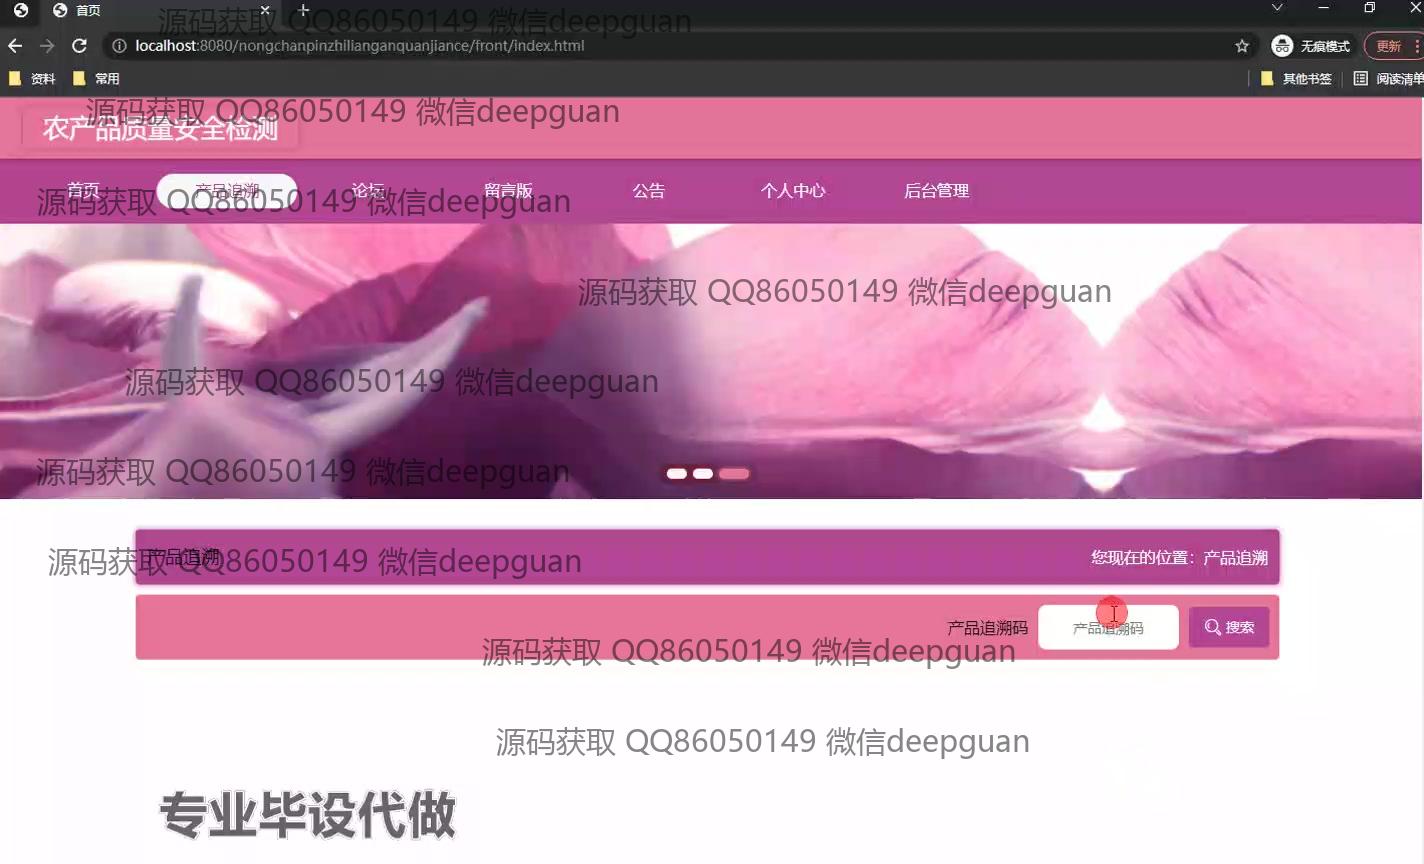 首页
源码获取 QQ86050149 微信deepguan
localhost:8080/nongchanpinzhilianganquanjiance/front/index.html
无痕模式
更新
资料
常用
其他书签
阅读清单
源码获取 QQ86050149 微信deepguan
农产品质量安全检测
首页 产品追溯 论坛 留言版 公告 个人中心 后台管理
源码获取 QQ86050149 微信deepguan
源码获取 QQ86050149 微信deepguan
源码获取 QQ86050149 微信deepguan
源码获取 QQ86050149 微信deepguan
产品追溯
您现在的位置：产品追溯
源码获取 QQ86050149 微信deepguan
产品追溯码 产品追溯码 搜索
源码获取 QQ86050149 微信deepguan
源码获取 QQ86050149 微信deepguan
专业毕设代做